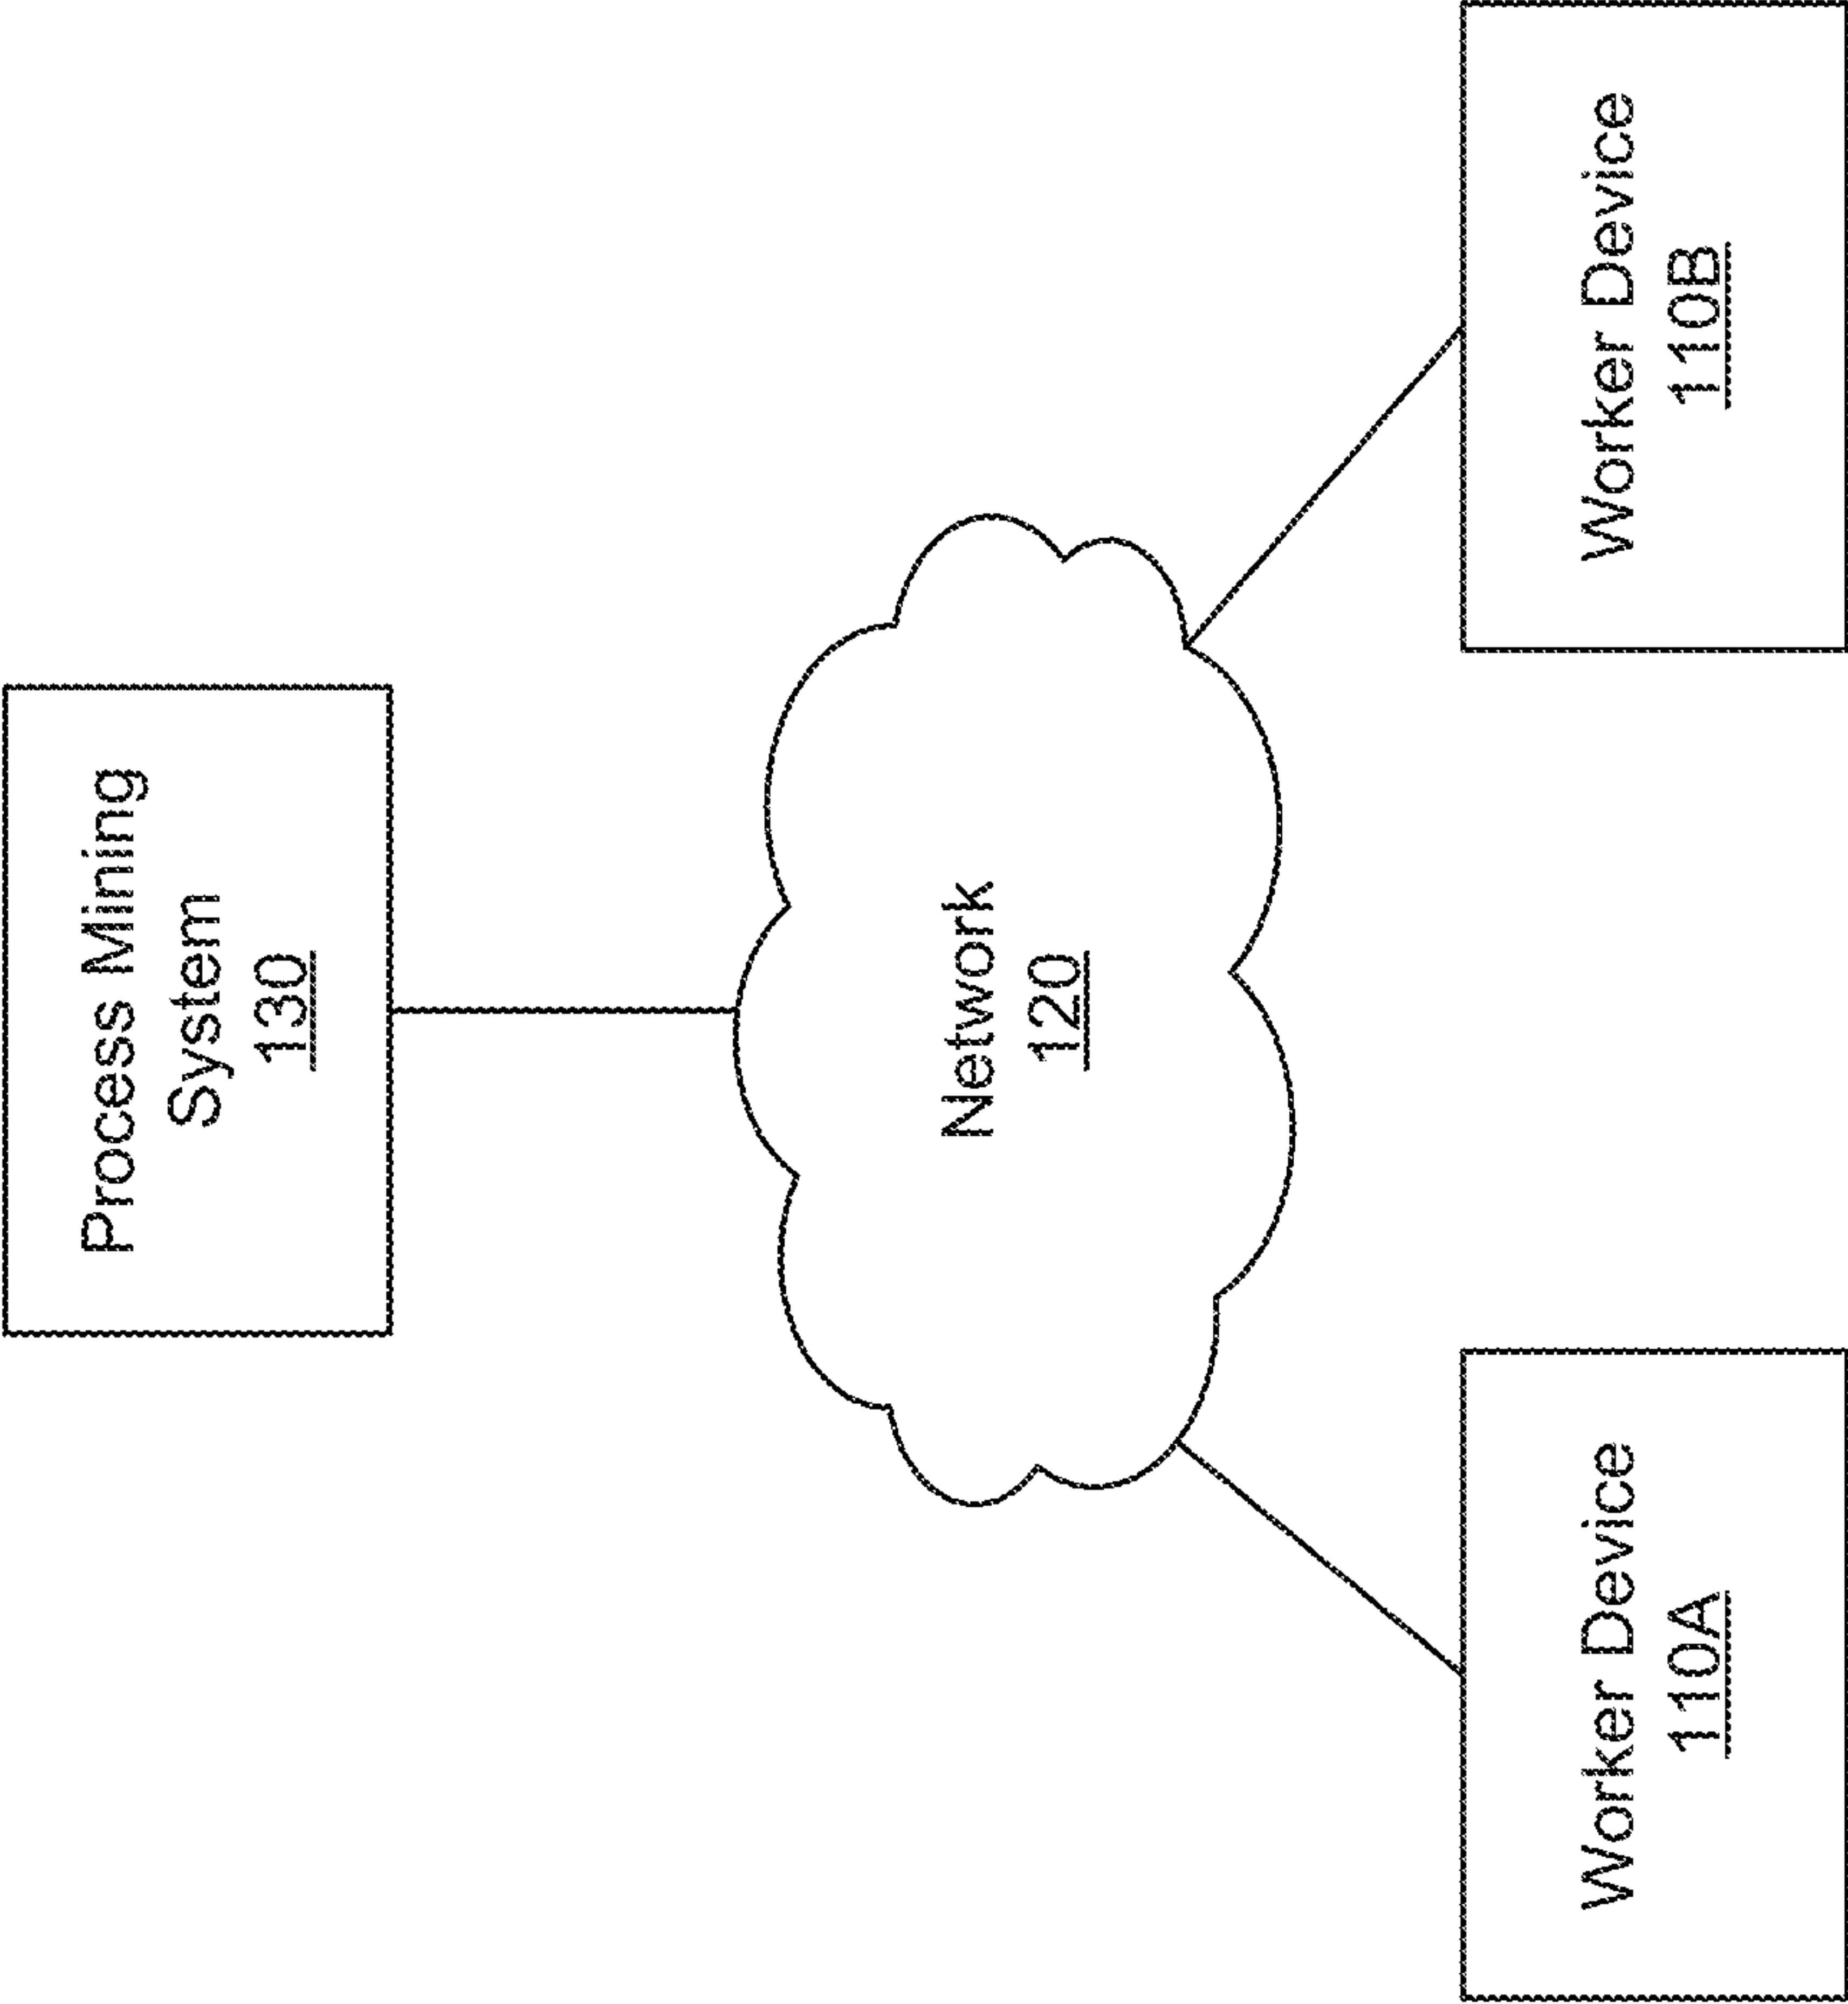 Process Mining
System
130
Network
120
Worker Device
110A
Worker Device
110B